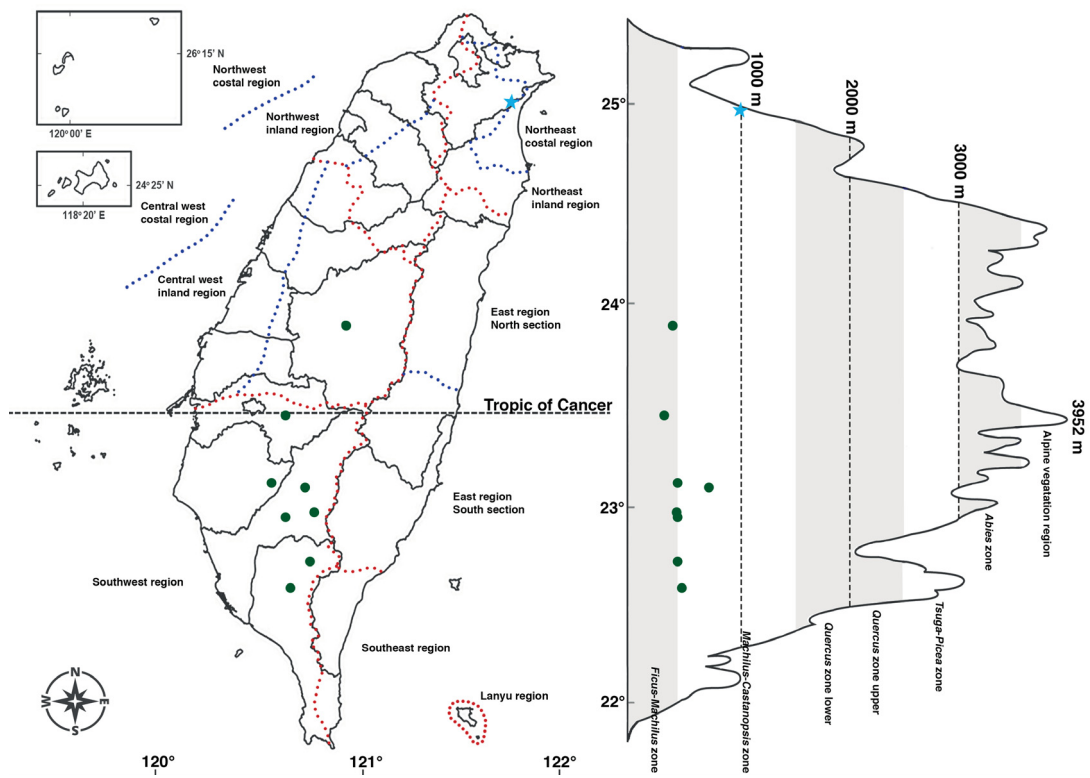 26°15' N
120°00' E
24°25' N
118°20' E
Northwest
costal region
Northwest
inland region
Northeast
costal region
Northeast
inland region
Central west
costal region
Central west
inland region
East region
North section
Tropic of Cancer
East region
South section
Southwest region
Southeast region
Lanyu region
N
E
S
W
120°
121°
122°
25°
24°
23°
22°
1000 m
2000 m
3000 m
3952 m
Ficus-Machilus zone
Machilus-Castanopsis zone
Quercus zone lower
Quercus zone upper
Tsuga-Picea zone
Abies zone
Alpine vegatation region